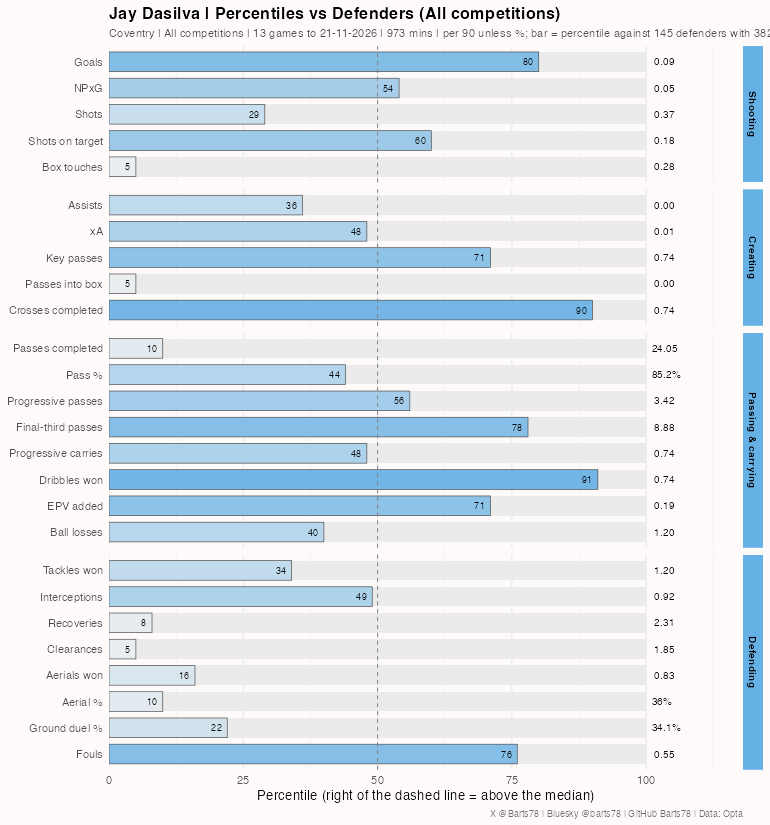 Jay Dasilva | Percentiles vs Defenders (All competitions)
Coventry | All competitions | 13 games to 21-11-2026 | 973 mins | per 90 unless %; bar = percentile against 145 defenders with 382
Shooting
Goals 80 0.09
NPxG 54 0.05
Shots 29 0.37
Shots on target 60 0.18
Box touches 5 0.28
Creating
Assists 36 0.00
xA 48 0.01
Key passes 71 0.74
Passes into box 5 0.00
Crosses completed 90 0.74
Passing & carrying
Passes completed 10 24.05
Pass % 44 85.2%
Progressive passes 56 3.42
Final-third passes 78 8.88
Progressive carries 48 0.74
Dribbles won 91 0.74
EPV added 71 0.19
Ball losses 40 1.20
Defending
Tackles won 34 1.20
Interceptions 49 0.92
Recoveries 8 2.31
Clearances 5 1.85
Aerials won 16 0.83
Aerial % 10 36%
Ground duel % 22 34.1%
Fouls 76 0.55
0 25 50 75 100
Percentile (right of the dashed line = above the median)
X @Barts78 | Bluesky @barts78 | GitHub Barts78 | Data: Opta